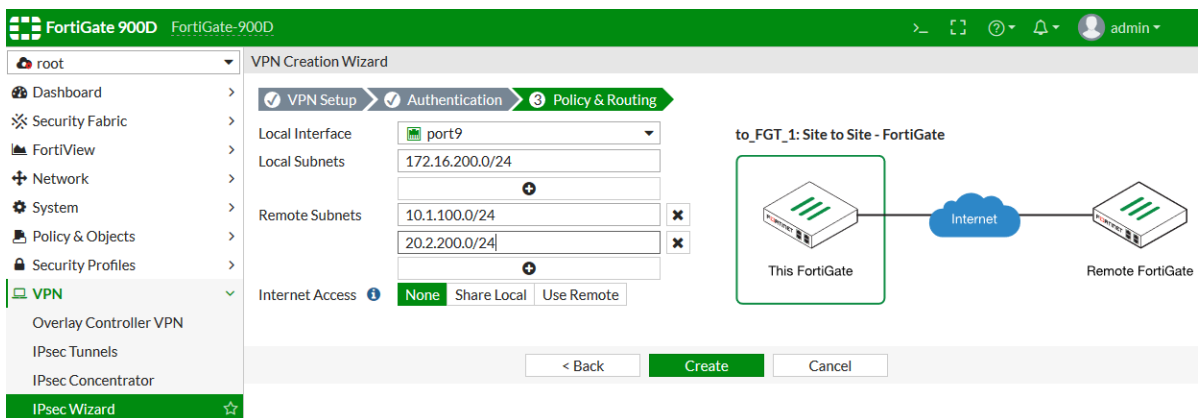 FortiGate 900D FortiGate-900D >_ admin
root
VPN Creation Wizard
Dashboard
Security Fabric
FortiView
Network
System
Policy & Objects
Security Profiles
VPN
Overlay Controller VPN
IPsec Tunnels
IPsec Concentrator
IPsec Wizard
VPN Setup Authentication 3 Policy & Routing
Local Interface port9
Local Subnets 172.16.200.0/24
Remote Subnets 10.1.100.0/24
20.2.200.0/24
Internet Access None Share Local Use Remote
to_FGT_1: Site to Site - FortiGate
Internet
This FortiGate
Remote FortiGate
< Back Create Cancel